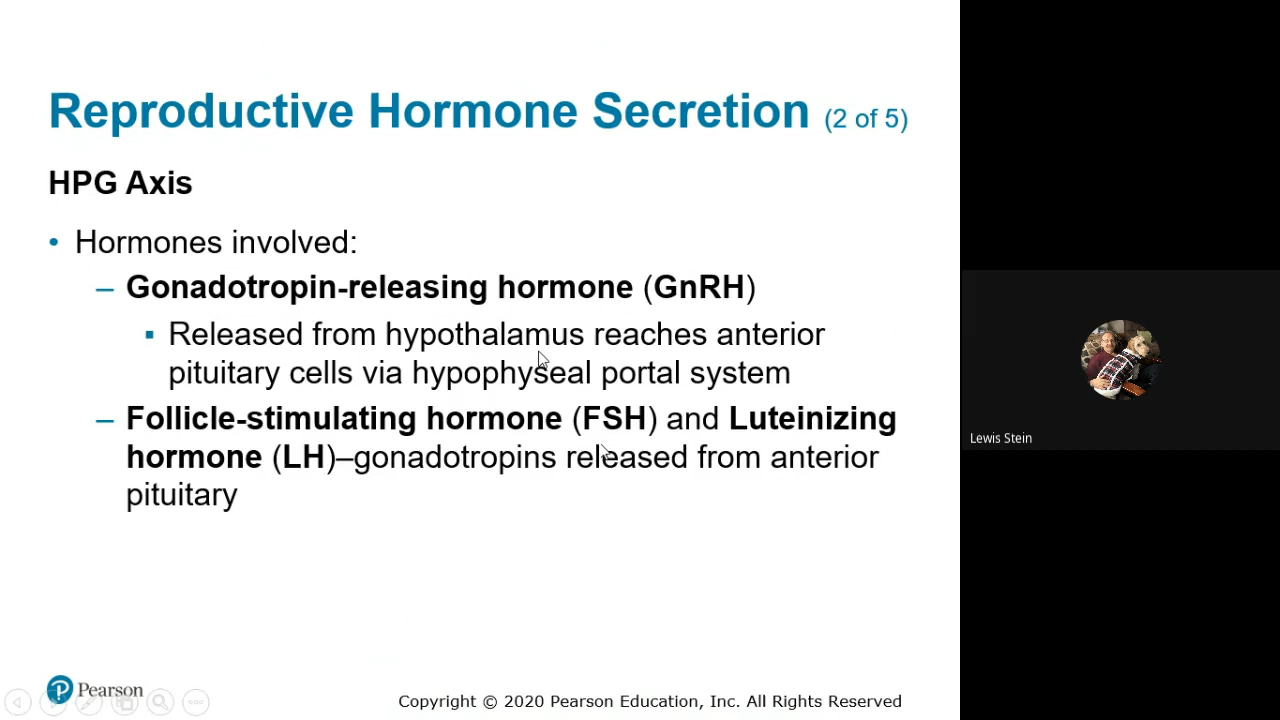 Reproductive Hormone Secretion (2 of 5)
HPG Axis
• Hormones involved:
– Gonadotropin-releasing hormone (GnRH)
▪ Released from hypothalamus reaches anterior
pituitary cells via hypophyseal portal system
– Follicle-stimulating hormone (FSH) and Luteinizing
hormone (LH)–gonadotropins released from anterior
pituitary
Lewis Stein
Pearson
Copyright © 2020 Pearson Education, Inc. All Rights Reserved